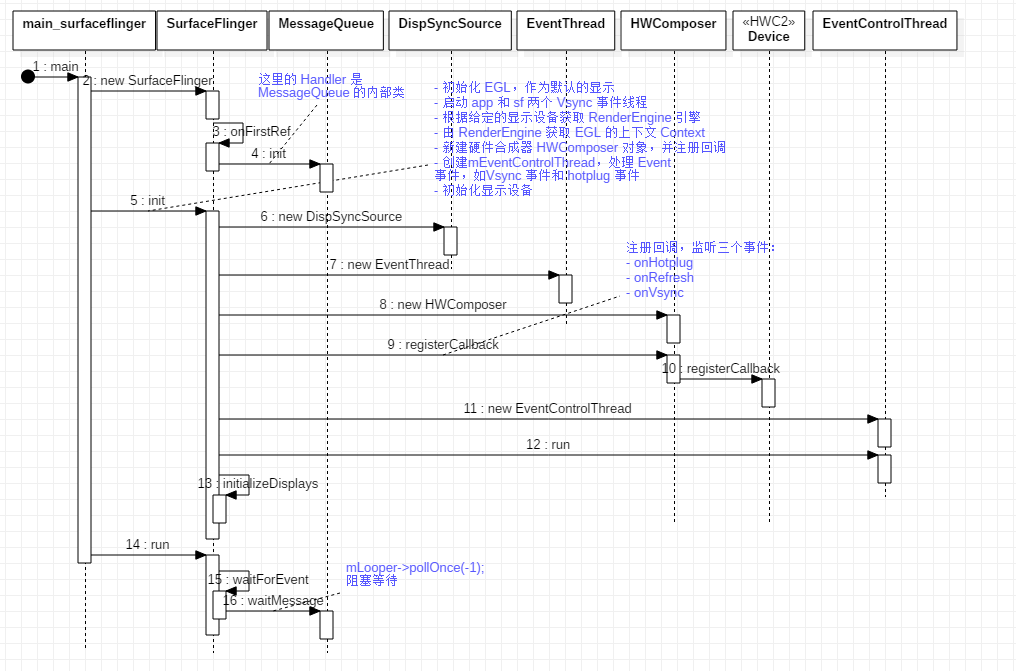 main_surfaceflinger
SurfaceFlinger
MessageQueue
DispSyncSource
EventThread
HWComposer
«HWC2»
Device
EventControlThread
1 : main
2 : new SurfaceFlinger
这里的 Handler 是
MessageQueue 的内部类
- 初始化 EGL，作为默认的显示
- 启动 app 和 sf 两个 Vsync 事件线程
- 根据给定的显示设备获取 RenderEngine 引擎
- 由 RenderEngine 获取 EGL 的上下文 Context
- 新建硬件合成器 HWComposer 对象，并注册回调
- 创建mEventControlThread，处理 Event
事件，如Vsync 事件和 hotplug 事件
- 初始化显示设备
3 : onFirstRef
4 : init
5 : init
6 : new DispSyncSource
7 : new EventThread
注册回调，监听三个事件：
- onHotplug
- onRefresh
- onVsync
8 : new HWComposer
9 : registerCallback
10 : registerCallback
11 : new EventControlThread
12 : run
13 : initializeDisplays
14 : run
15 : waitForEvent
mLooper->pollOnce(-1);
阻塞等待
16 : waitMessage